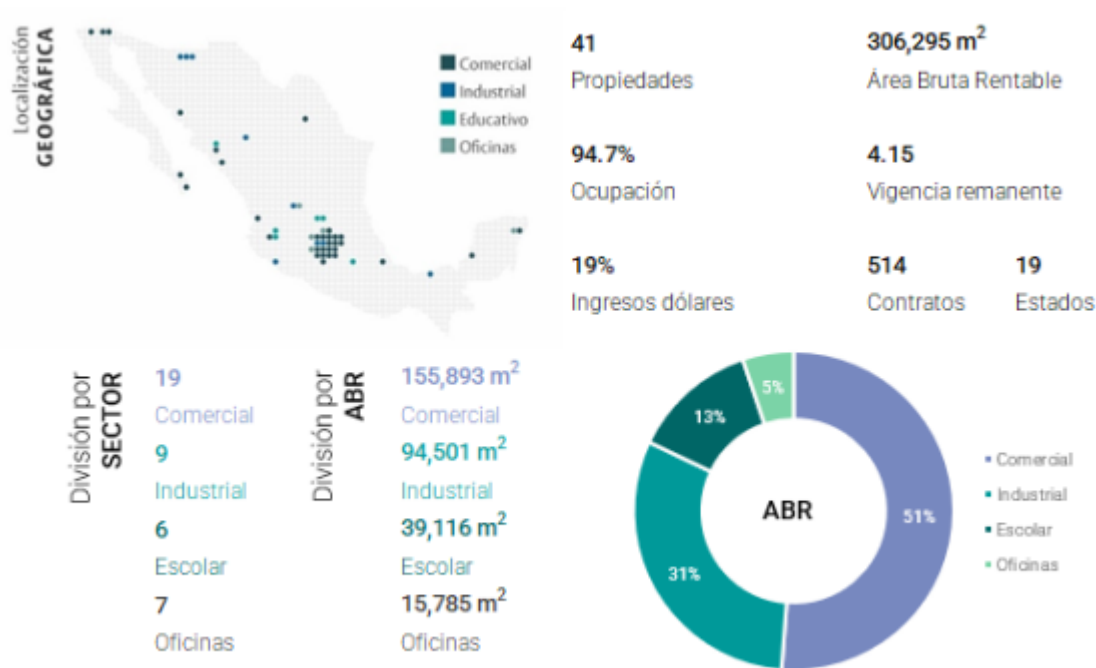 Localización
GEOGRÁFICA
Comercial
Industrial
Educativo
Oficinas
41
Propiedades
306,295 m²
Área Bruta Rentable
94.7%
Ocupación
4.15
Vigencia remanente
19%
Ingresos dólares
514
Contratos
19
Estados
División por
SECTOR
19
Comercial
9
Industrial
6
Escolar
7
Oficinas
División por
ABR
155,893 m²
Comercial
94,501 m²
Industrial
39,116 m²
Escolar
15,785 m²
Oficinas
5%
13%
31%
51%
ABR
Comercial
Industrial
Escolar
Oficinas